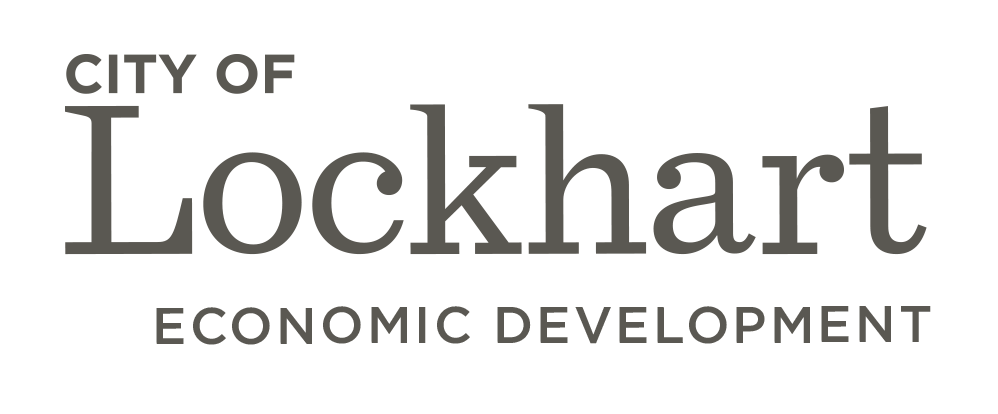 CITY OF
Lockhart
ECONOMIC DEVELOPMENT